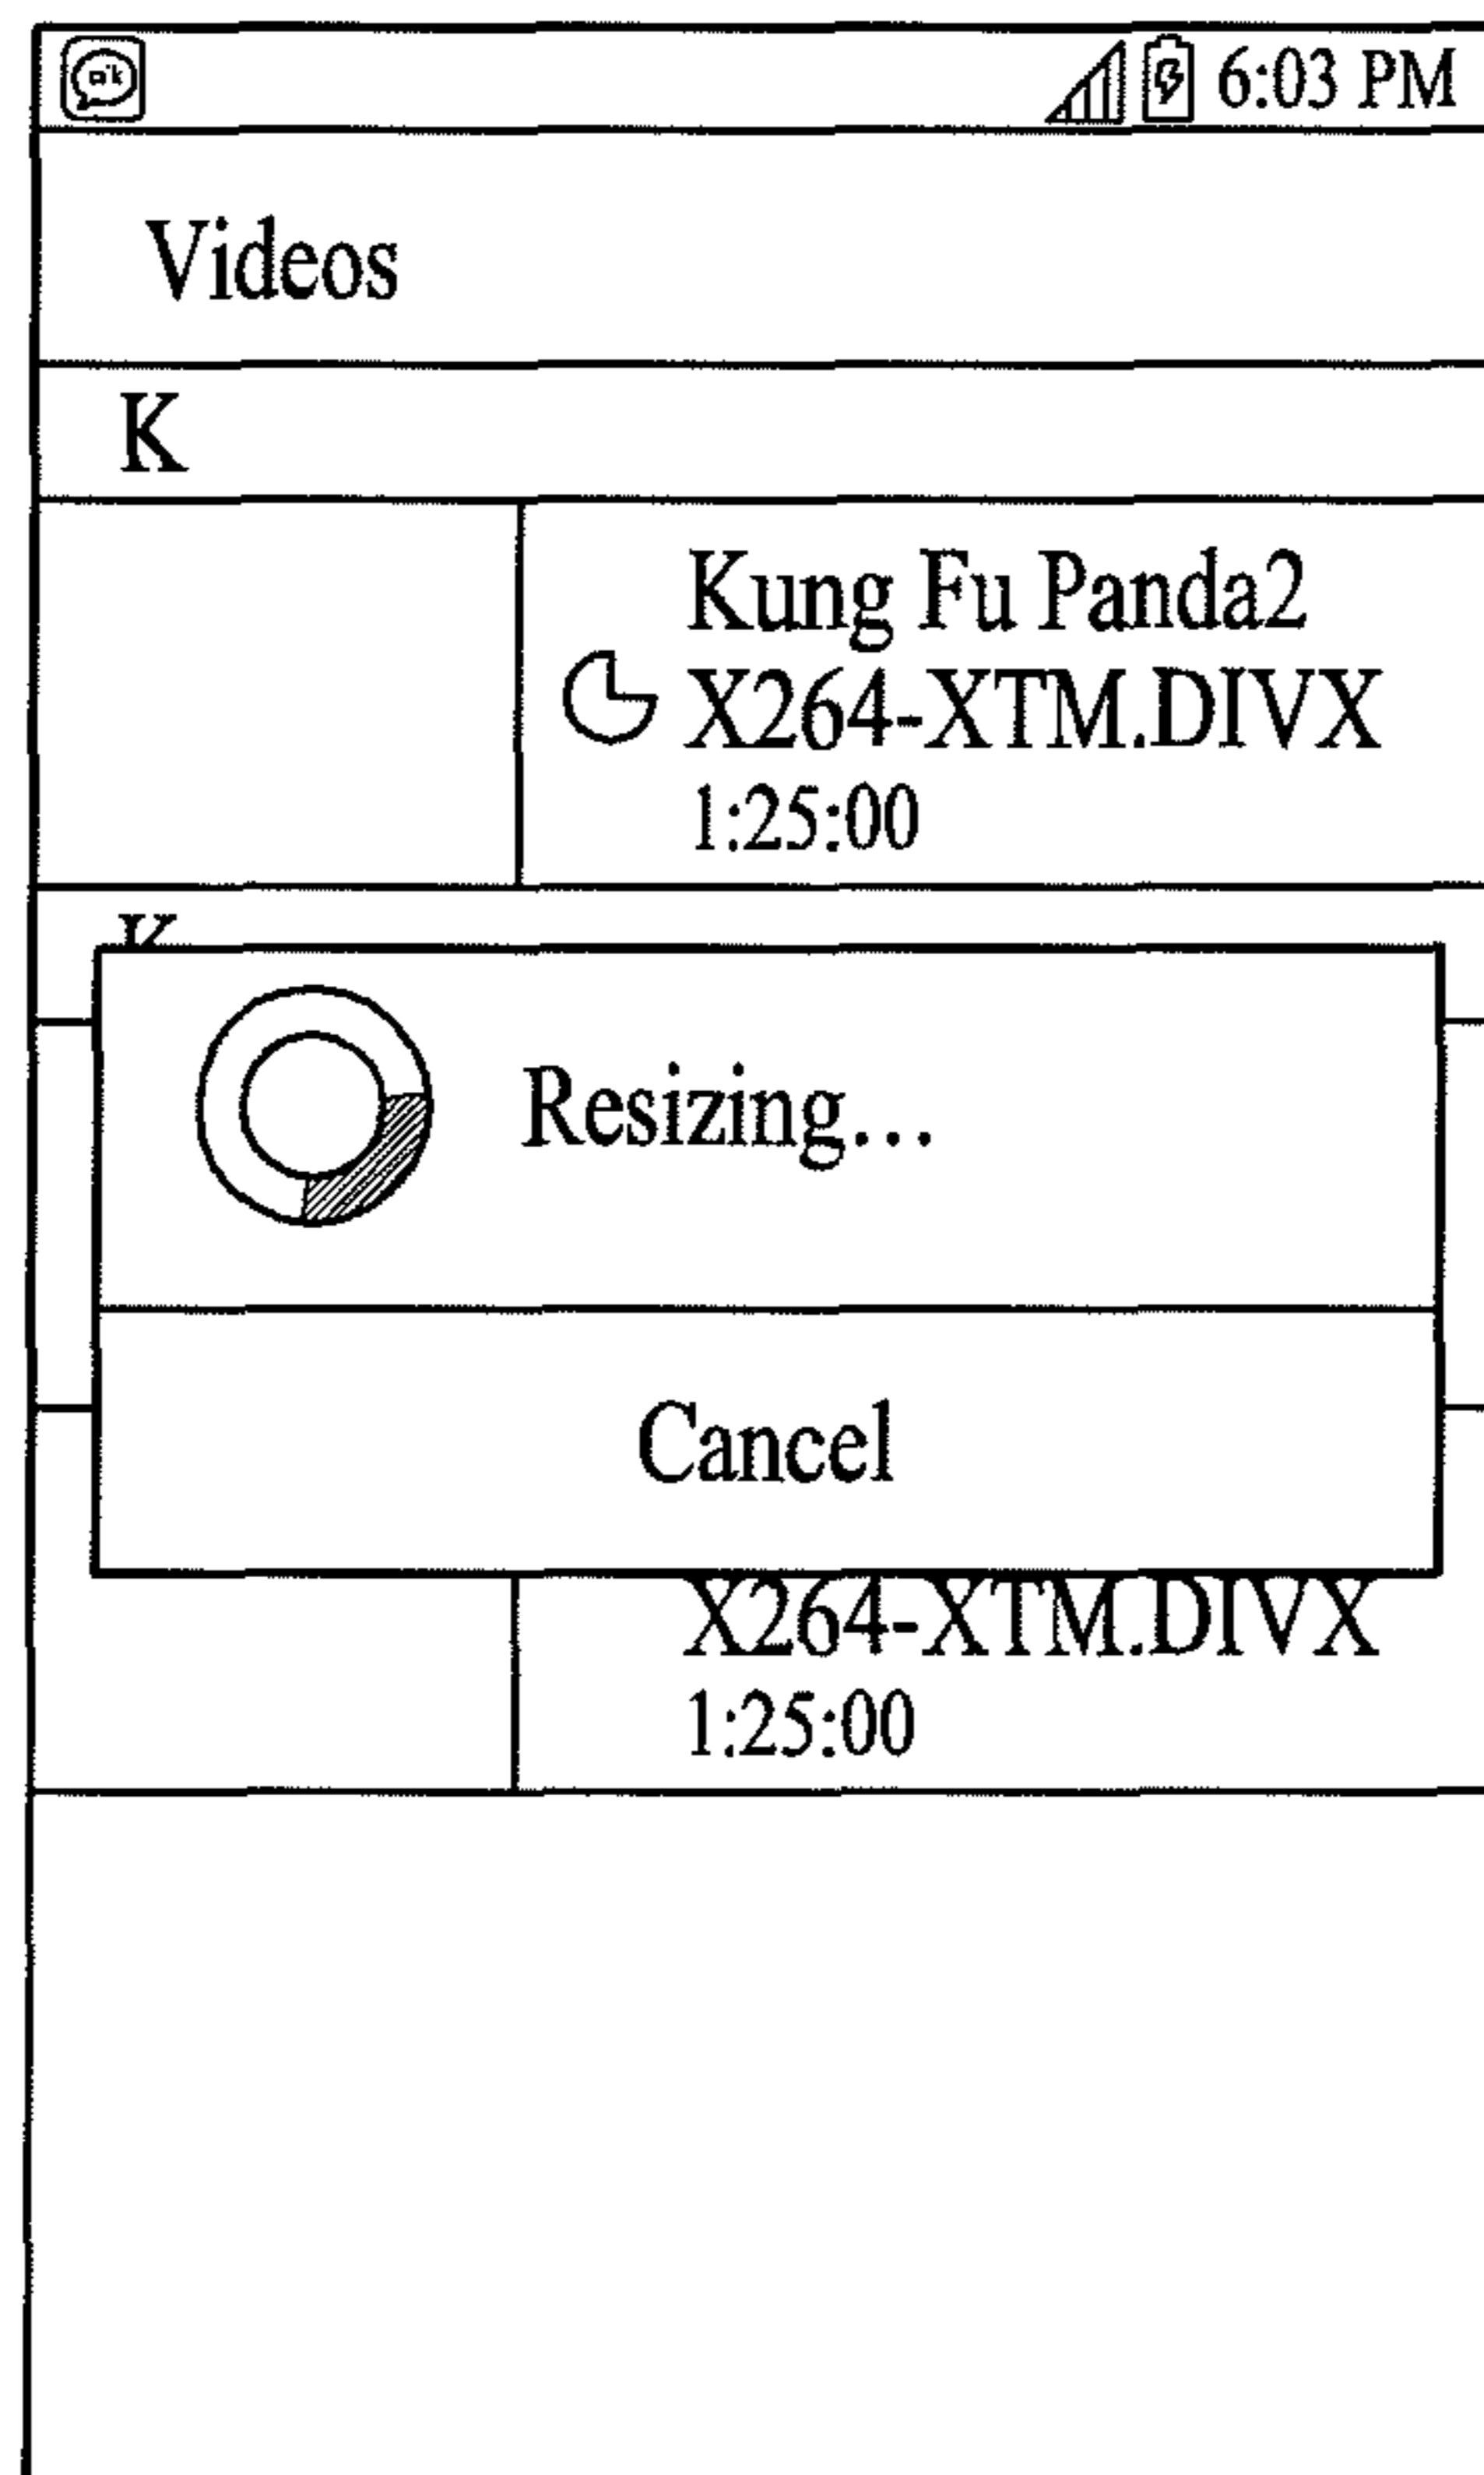 6:03 PM
Videos
K
Kung Fu Panda2
X264-XTM.DIVX
1:25:00
K
Resizing...
Cancel
X264-XTM.DIVX
1:25:00